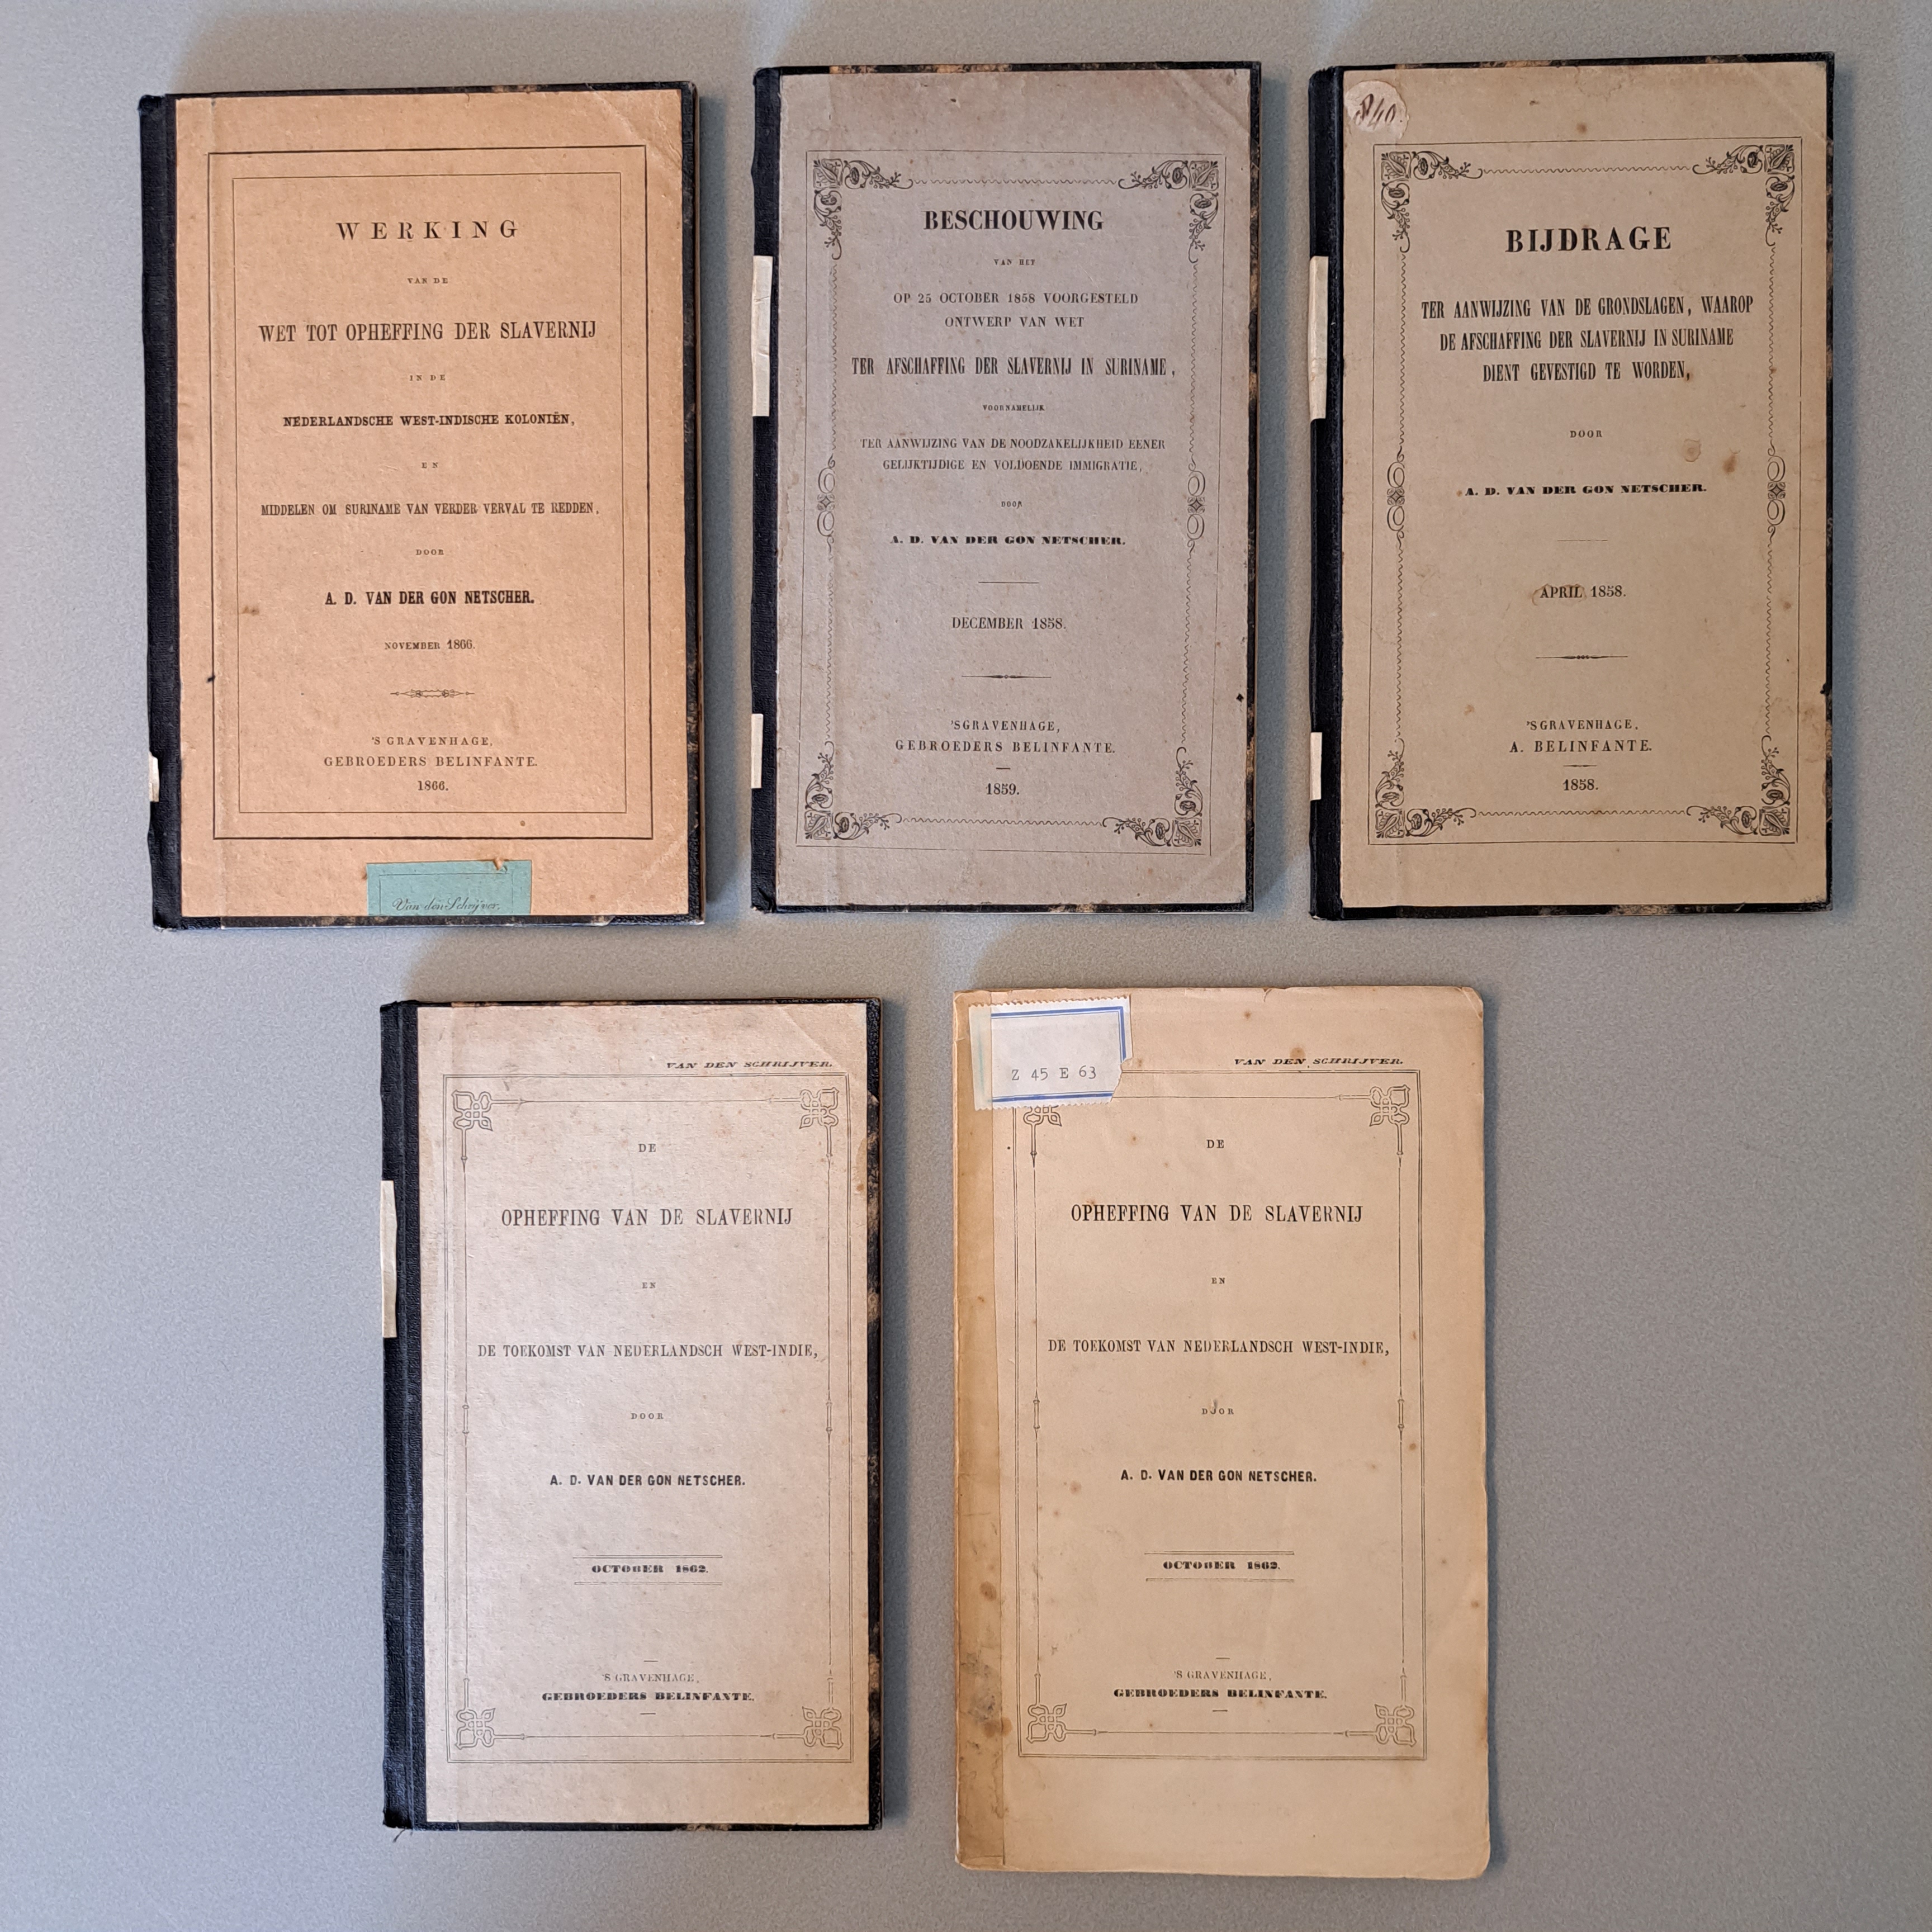 WERKING
VAN DE
WET TOT OPHEFFING DER SLAVERNIJ
IN DE
NEDERLANDSCHE WEST-INDISCHE KOLONIËN,
EN
MIDDELEN OM SURINAME VAN VERDER VERVAL TE REDDEN,
DOOR
A. D. VAN DER GON NETSCHER.
NOVEMBER 1866.
'S GRAVENHAGE,
GEBROEDERS BELINFANTE.
1866.
Van den Schrijver.
BESCHOUWING
VAN HET
OP 25 OCTOBER 1858 VOORGESTELD
ONTWERP VAN WET
TER AFSCHAFFING DER SLAVERNIJ IN SURINAME,
VOORNAMELIJK
TER AANWIJZING VAN DE NOODZAKELIJKHEID EENER
GELIJKTIJDIGE EN VOLDOENDE IMMIGRATIE,
DOOR
A. D. VAN DER GON NETSCHER.
DECEMBER 1858.
'SGRAVENHAGE,
GEBROEDERS BELINFANTE.
1859.
840.
BIJDRAGE
TER AANWIJZING VAN DE GRONDSLAGEN, WAAROP
DE AFSCHAFFING DER SLAVERNIJ IN SURINAME
DIENT GEVESTIGD TE WORDEN,
DOOR
A. D. VAN DER GON NETSCHER.
APRIL 1858.
'SGRAVENHAGE,
A. BELINFANTE.
1858.
VAN DEN SCHRIJVER.
DE
OPHEFFING VAN DE SLAVERNIJ
EN
DE TOEKOMST VAN NEDERLANDSCH WEST-INDIE,
DOOR
A. D. VAN DER GON NETSCHER.
OCTOBER 1862.
'S GRAVENHAGE,
GEBROEDERS BELINFANTE.
Z 45 E 63
VAN DEN SCHRIJVER.
DE
OPHEFFING VAN DE SLAVERNIJ
EN
DE TOEKOMST VAN NEDERLANDSCH WEST-INDIE,
DOOR
A. D. VAN DER GON NETSCHER.
OCTOBER 1862.
'S GRAVENHAGE,
GEBROEDERS BELINFANTE.